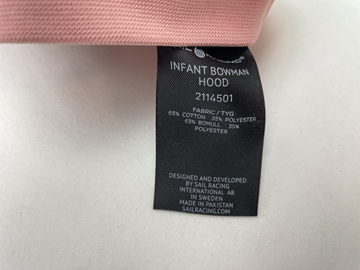 RACING®
INFANT BOWMAN
HOOD
2114501
FABRIC / TYG
65% COTTON 35% POLYESTER
65% BOMULL 35%
POLYESTER
DESIGNED AND DEVELOPED
BY SAIL RACING
INTERNATIONAL AB
IN SWEDEN
MADE IN PAKISTAN
SAILRACING.COM